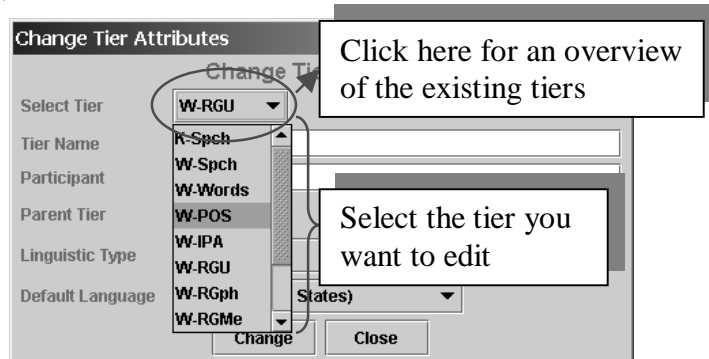 Change Tier Attributes
Click here for an overview
of the existing tiers
Change
Select Tier W-RGU
Tier Name
Participant
Parent Tier
Linguistic Type
Default Language
K-Spch
W-Spch
W-Words
W-POS
W-IPA
W-RGU
W-RGph
W-RGMe
Select the tier you
want to edit
States)
Change Close